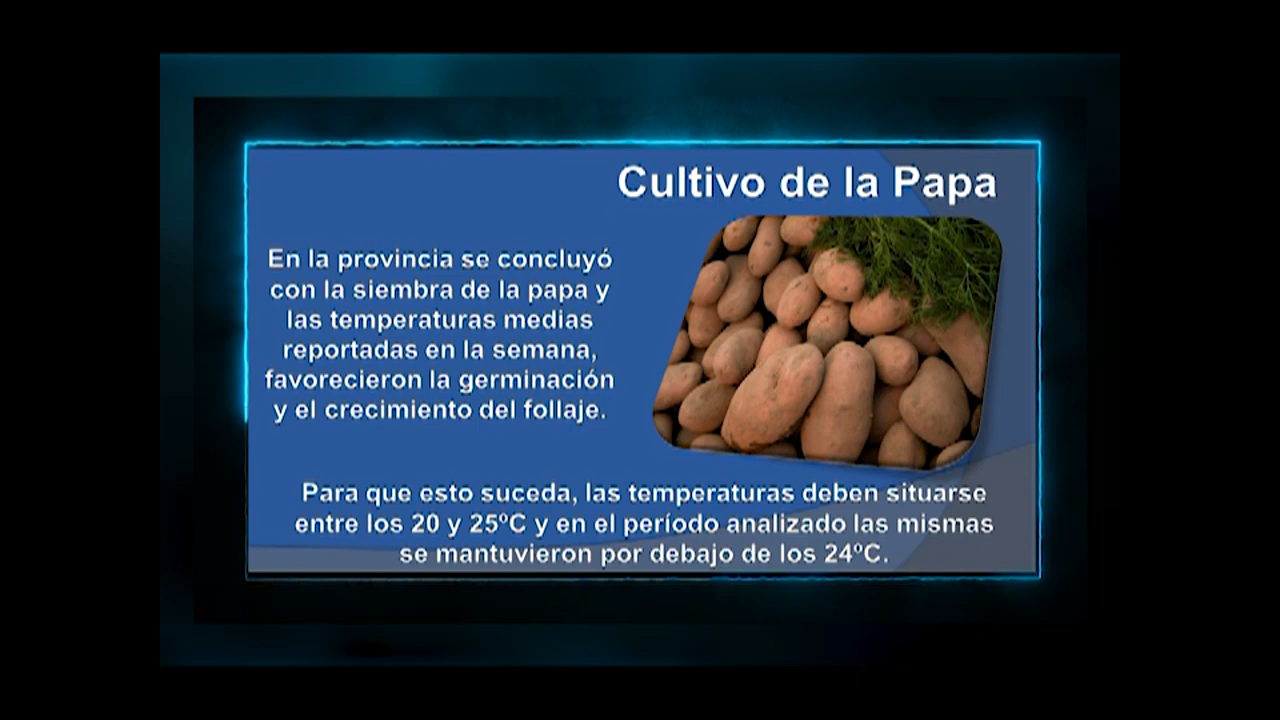 Cultivo de la Papa
En la provincia se concluyó
con la siembra de la papa y
las temperaturas medias
reportadas en la semana,
favorecieron la germinación
y el crecimiento del follaje.
Para que esto suceda, las temperaturas deben situarse
entre los 20 y 25ºC y en el período analizado las mismas
se mantuvieron por debajo de los 24ºC.